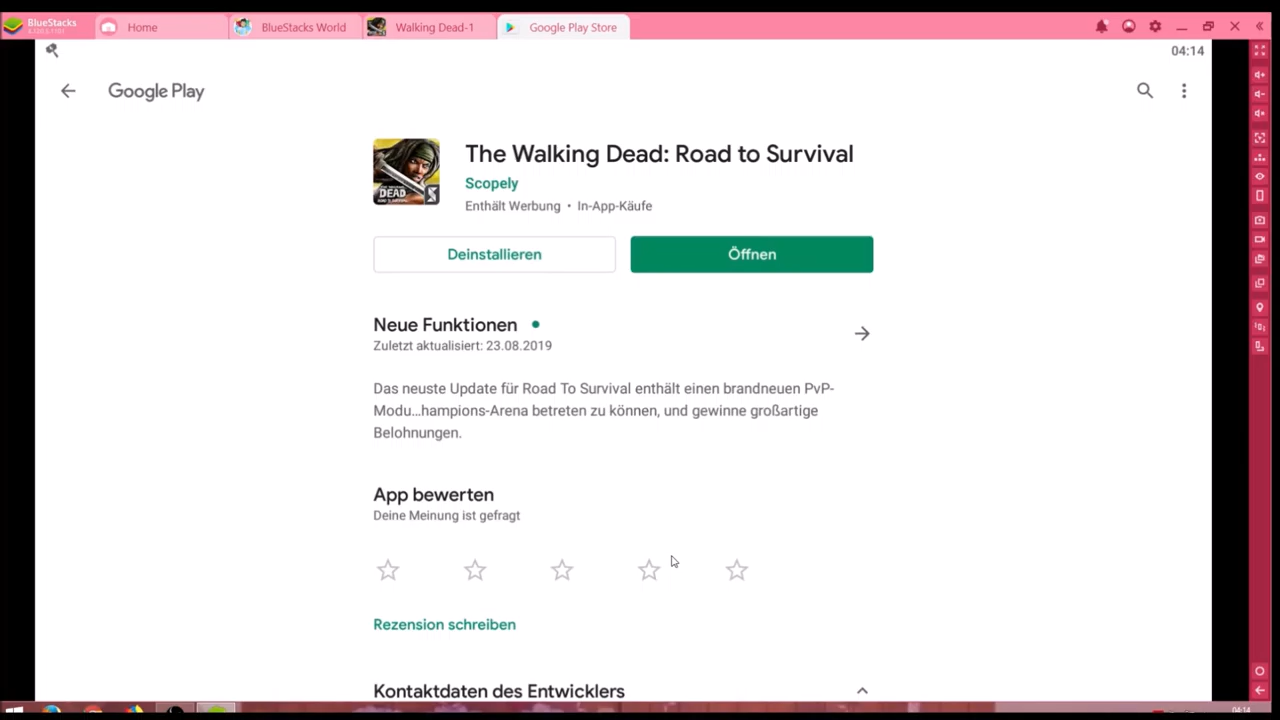 BlueStacks
Home
BlueStacks World
Walking Dead-1
Google Play Store
04:14
Google Play
The Walking Dead: Road to Survival
Scopely
Enthält Werbung • In-App-Käufe
DEAD
Deinstallieren
Öffnen
Neue Funktionen
Zuletzt aktualisiert: 23.08.2019
Das neuste Update für Road To Survival enthält einen brandneuen PvP-
Modu...hampions-Arena betreten zu können, und gewinne großartige
Belohnungen.
App bewerten
Deine Meinung ist gefragt
Rezension schreiben
Kontaktdaten des Entwicklers
04:14